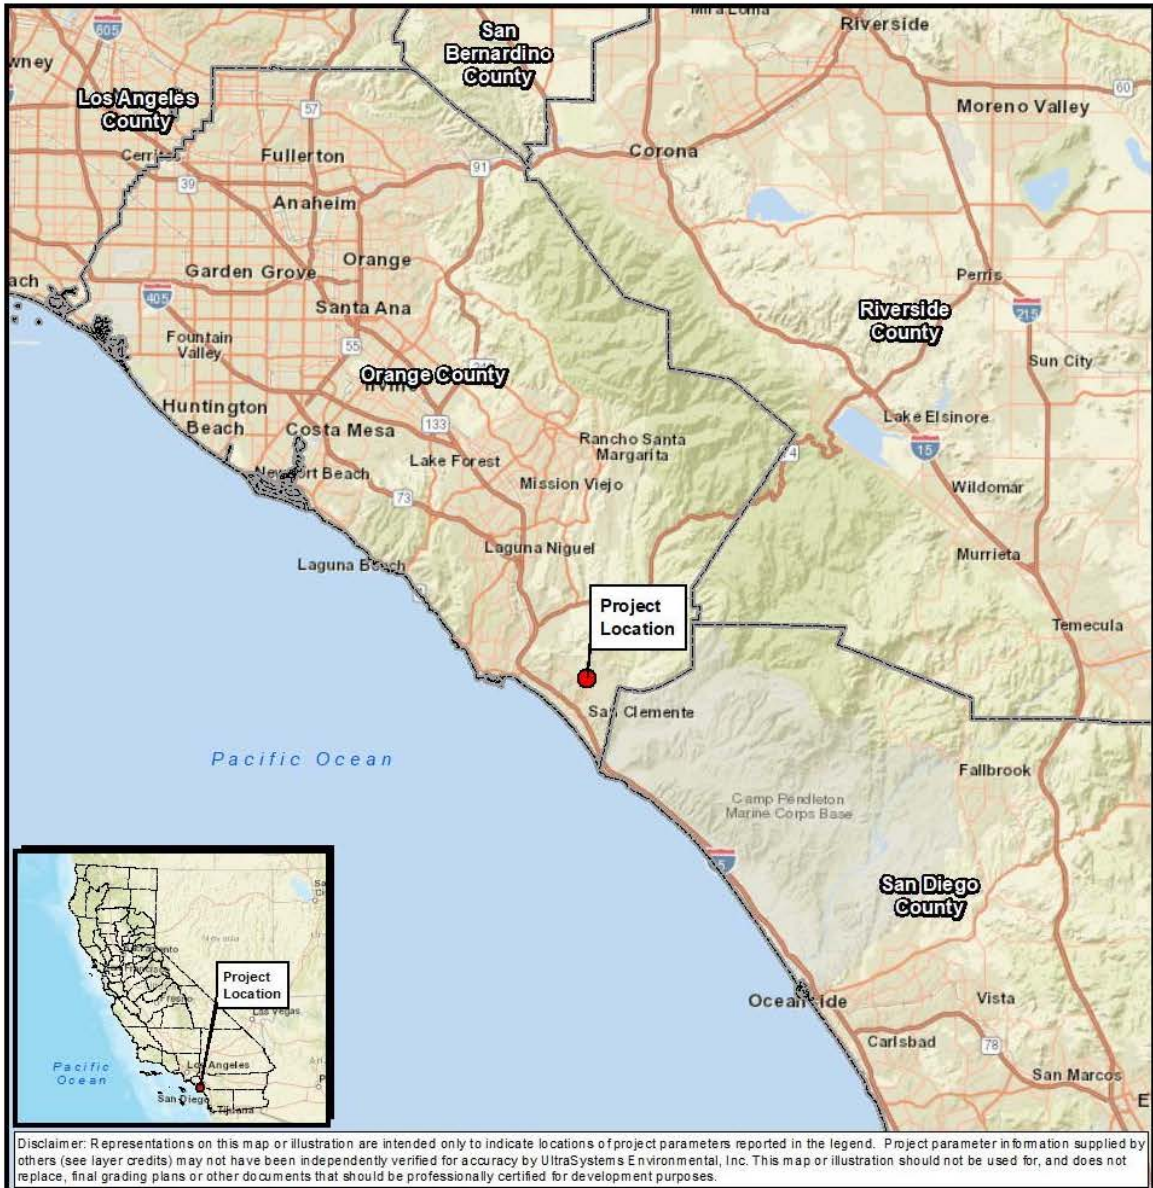 Mira Loma
605
San
Bernardino
County
Riverside
wney
Los Angeles
County
57
60
Moreno Valley
Cerritos
Fullerton
91
Corona
39
Anaheim
Orange
Garden Grove
ach
405
Santa Ana
Perris
Riverside
County
215
Fountain
Valley
55
Sun City
Orange County
Huntington
Beach
Costa Mesa
133
Lake Elsinore
Rancho Santa
Margarita
74
15
Lake Forest
Newport Beach
Mission Viejo
Wildomar
73
Laguna Niguel
Murrieta
Laguna Beach
Project
Location
Temecula
San Clemente
Pacific Ocean
Fallbrook
Camp Pendleton
Marine Corps Base
5
San Diego
County
Oceanside
Vista
Carlsbad
78
San Marcos
E
Nevada
Sacramento
San Francisco
Project
Location
Fresno
Las Vegas
Pacific
Ocean
Los Angeles
San Diego
Tijuana
Disclaimer: Representations on this map or illustration are intended only to indicate locations of project parameters reported in the legend. Project parameter information supplied by
others (see layer credits) may not have been independently verified for accuracy by UltraSystems Environmental, Inc. This map or illustration should not be used for, and does not
replace, final grading plans or other documents that should be professionally certified for development purposes.